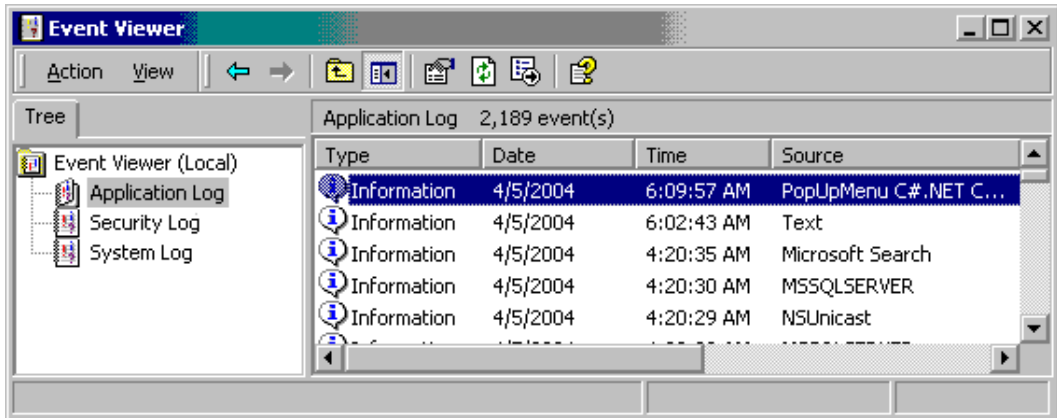 Event Viewer
Action View
Tree
Application Log 2,189 event(s)
Event Viewer (Local)
Application Log
Security Log
System Log
Type Date Time Source
Information 4/5/2004 6:09:57 AM PopUpMenu C#.NET C...
Information 4/5/2004 6:02:43 AM Text
Information 4/5/2004 4:20:35 AM Microsoft Search
Information 4/5/2004 4:20:30 AM MSSQLSERVER
Information 4/5/2004 4:20:29 AM NSUnicast